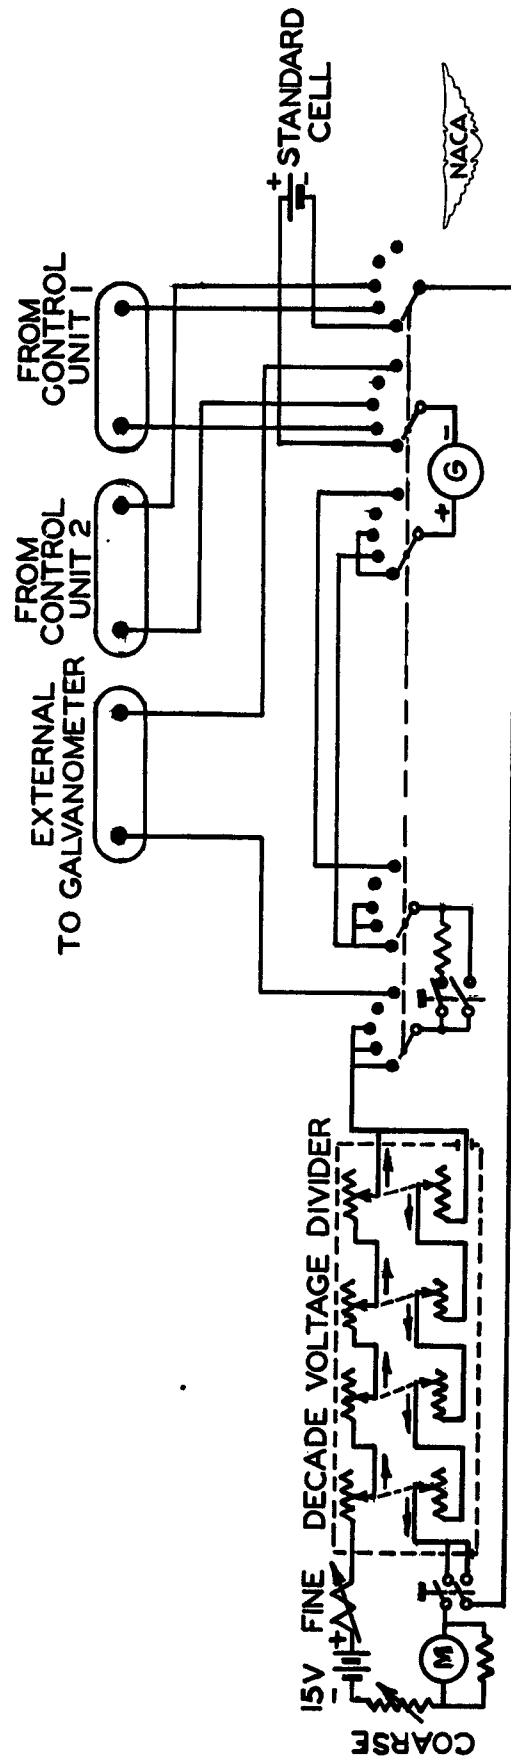 FROM
CONTROL
UNIT 1
FROM
CONTROL
UNIT 2
EXTERNAL
TO GALVANOMETER
+
-
STANDARD
CELL
NACA
-
G
+
DECADE VOLTAGE DIVIDER
FINE
15V
+
-
M
COARSE